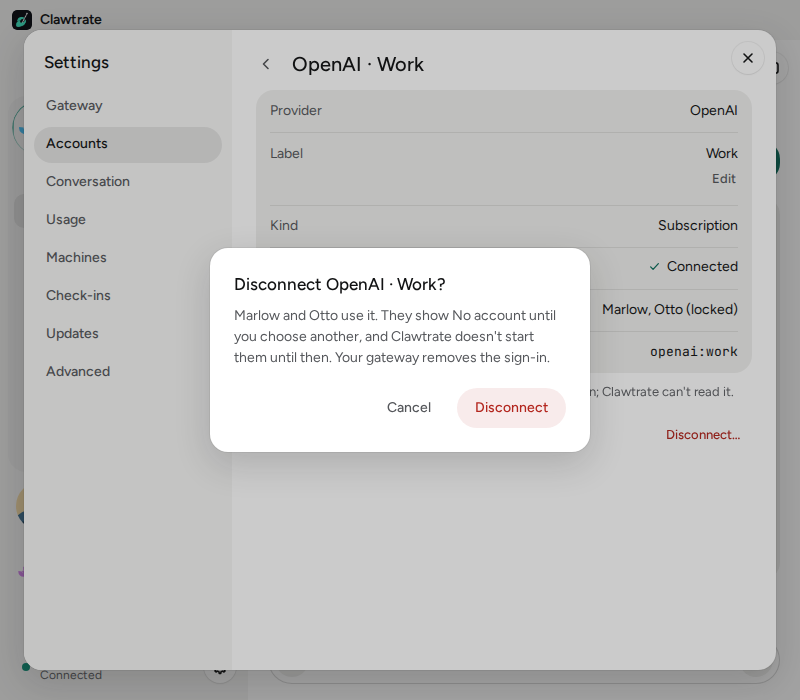 Clawtrate
Settings
OpenAI · Work
Gateway
Accounts
Conversation
Usage
Machines
Check-ins
Updates
Advanced
Provider
OpenAI
Label
Work
Edit
Kind
Subscription
Connected
Marlow, Otto (locked)
openai:work
n; Clawtrate can't read it.
Disconnect...
Disconnect OpenAI · Work?
Marlow and Otto use it. They show No account until
you choose another, and Clawtrate doesn't start
them until then. Your gateway removes the sign-in.
Cancel
Disconnect
Connected